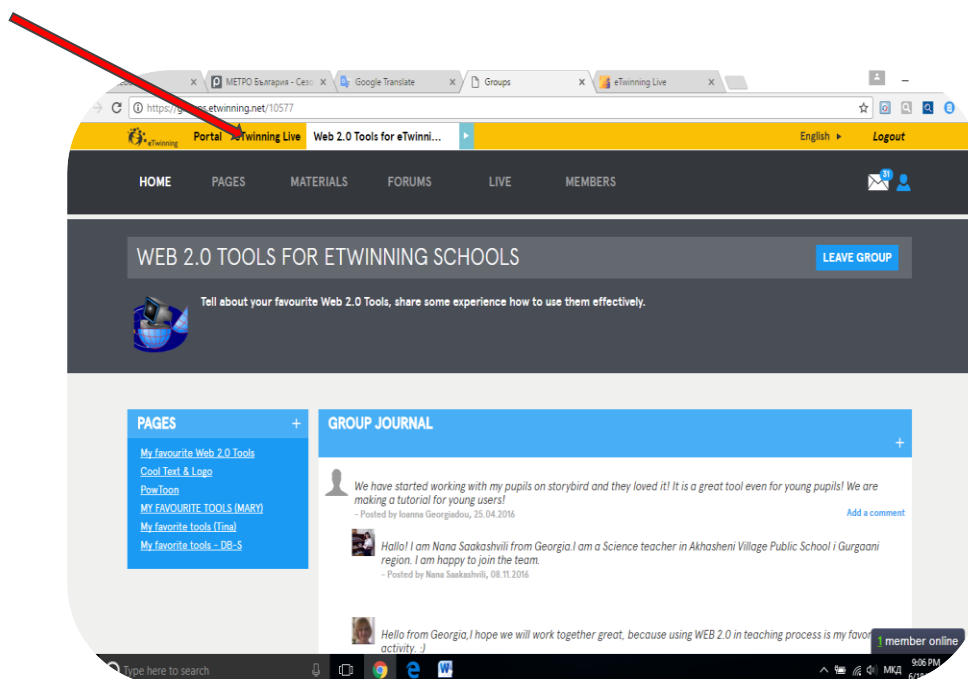 МЕТРО България - Сезо
Google Translate
Groups
eTwinning Live
etwinning.net/10577
eTwinning
Portal
eTwinning Live
Web 2.0 Tools for eTwinni...
English
Logout
HOME
PAGES
MATERIALS
FORUMS
LIVE
MEMBERS
31
WEB 2.0 TOOLS FOR ETWINNING SCHOOLS
LEAVE GROUP
Tell about your favourite Web 2.0 Tools, share some experience how to use them effectively.
PAGES +
My favourite Web 2.0 Tools
Cool Text & Logo
PowToon
MY FAVOURITE TOOLS (MARY)
My favorite tools (Tina)
My favorite tools - DB-S
GROUP JOURNAL
+
We have started working with my pupils on storybird and they loved it! It is a great tool even for young pupils! We are
making a tutorial for young users!
- Posted by Ioanna Georgiadou, 25.04.2016
Add a comment
Hallo! I am Nana Saakashvili from Georgia.I am a Science teacher in Akhasheni Village Public School i Gurgaani
region. I am happy to join the team.
- Posted by Nana Saakashvili, 08.11.2016
Hello from Georgia,I hope we will work together great, because using WEB 2.0 in teaching process is my favor
activity. :)
1 member online
Type here to search
МКД
9:06 PM